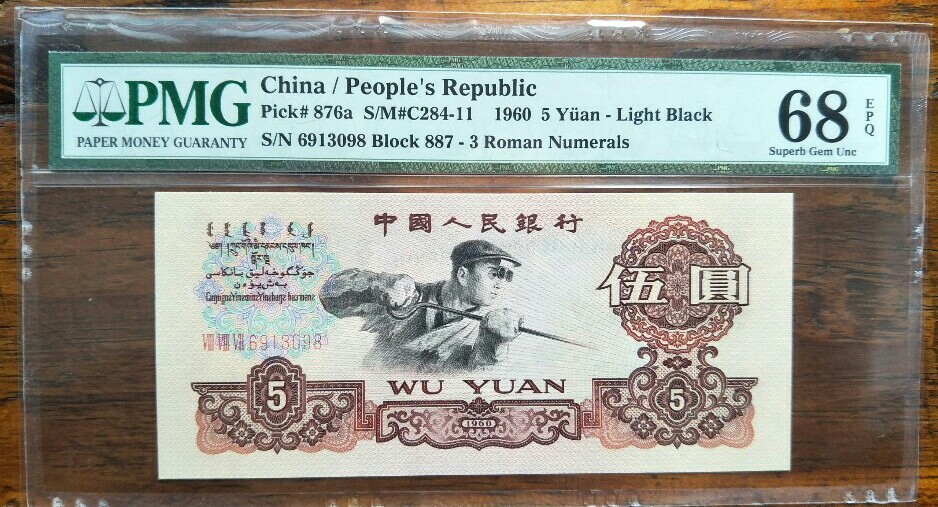 PMG
PAPER MONEY GUARANTY
China / People's Republic
Pick# 876a S/M#C284-11 1960 5 Yüan - Light Black
S/N 6913098 Block 887 - 3 Roman Numerals
68
EPQ
Superb Gem Unc
中國人民銀行
伍圓
VIII VIII VII 6913098
WU YUAN
5
1960
5